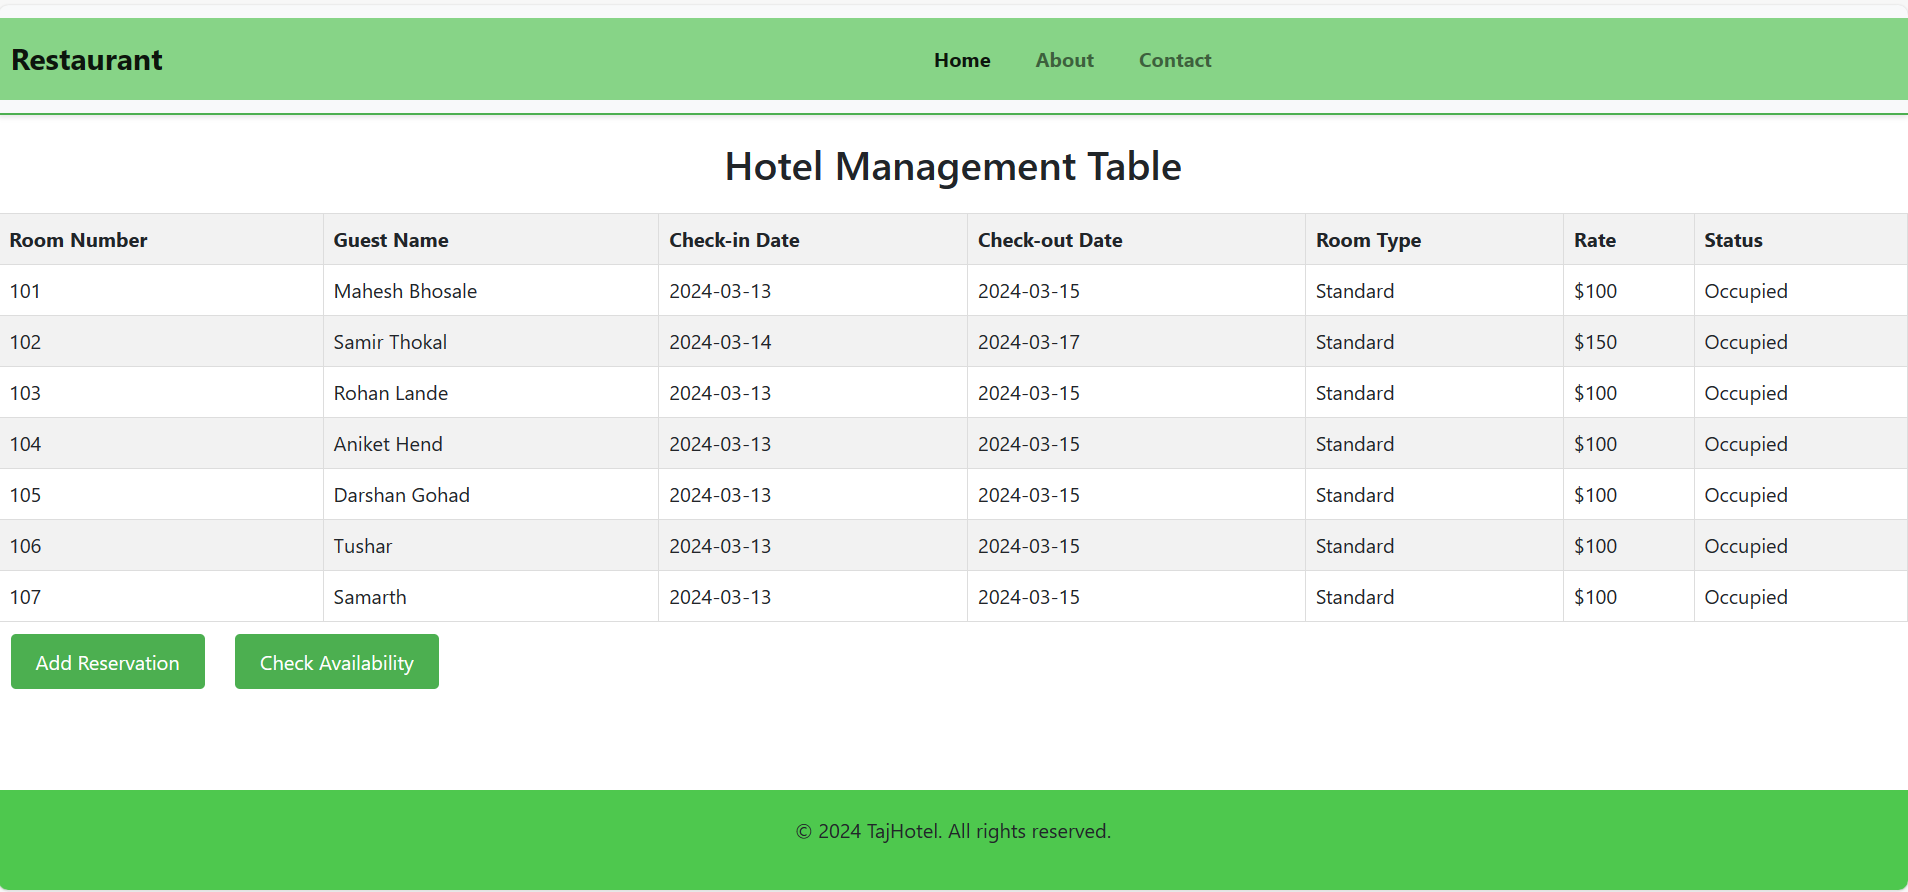 Restaurant Home About Contact
Hotel Management Table
Room Number Guest Name Check-in Date Check-out Date Room Type Rate Status
101 Mahesh Bhosale 2024-03-13 2024-03-15 Standard $100 Occupied
102 Samir Thokal 2024-03-14 2024-03-17 Standard $150 Occupied
103 Rohan Lande 2024-03-13 2024-03-15 Standard $100 Occupied
104 Aniket Hend 2024-03-13 2024-03-15 Standard $100 Occupied
105 Darshan Gohad 2024-03-13 2024-03-15 Standard $100 Occupied
106 Tushar 2024-03-13 2024-03-15 Standard $100 Occupied
107 Samarth 2024-03-13 2024-03-15 Standard $100 Occupied
Add Reservation Check Availability
© 2024 TajHotel. All rights reserved.